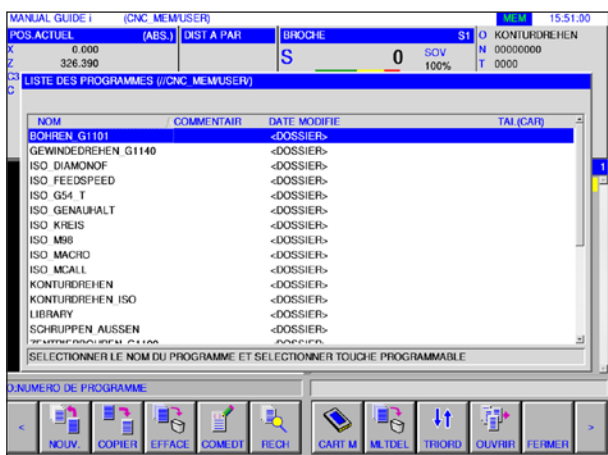 MANUAL GUIDE i (CNC_MEM/USER) MEM 15:51:00
POS.ACTUEL (ABS.) DIST A PAR BROCHE S1 O KONTURDREHEN
X 0.000 S 0 SOV N 00000000
Z 326.390 100% T 0000
C3 LISTE DES PROGRAMMES (//CNC_MEM/USER/)
C
NOM / COMMENTAIR DATE MODIFIE TAI.(CAR)
BOHREN_G1101 <DOSSIER>
GEWINDEDREHEN_G1140 <DOSSIER>
ISO_DIAMONOF <DOSSIER>
ISO_FEEDSPEED <DOSSIER>
ISO_G54_T <DOSSIER>
ISO_GENAUHALT <DOSSIER>
ISO_KREIS <DOSSIER>
ISO_M98 <DOSSIER>
ISO_MACRO <DOSSIER>
ISO_MCALL <DOSSIER>
KONTURDREHEN <DOSSIER>
KONTURDREHEN_ISO <DOSSIER>
LIBRARY <DOSSIER>
SCHRUPPEN_AUSSEN <DOSSIER>
<DOSSIER>
1
SELECTIONNER LE NOM DU PROGRAMME ET SELECTIONNER TOUCHE PROGRAMMABLE
O:NUMERO DE PROGRAMME
< NOUV. COPIER EFFACE COMEDT RECH CART M MLTDEL TRIORD OUVRIR FERMER >